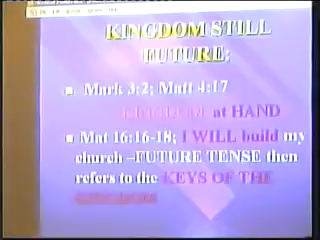 KINGDOM STILL
FUTURE;
Mark 3:2; Matt 4:17
KINGDOM at HAND
Mat 16:16-18; I WILL build my
church –FUTURE TENSE then
refers to the KEYS OF THE